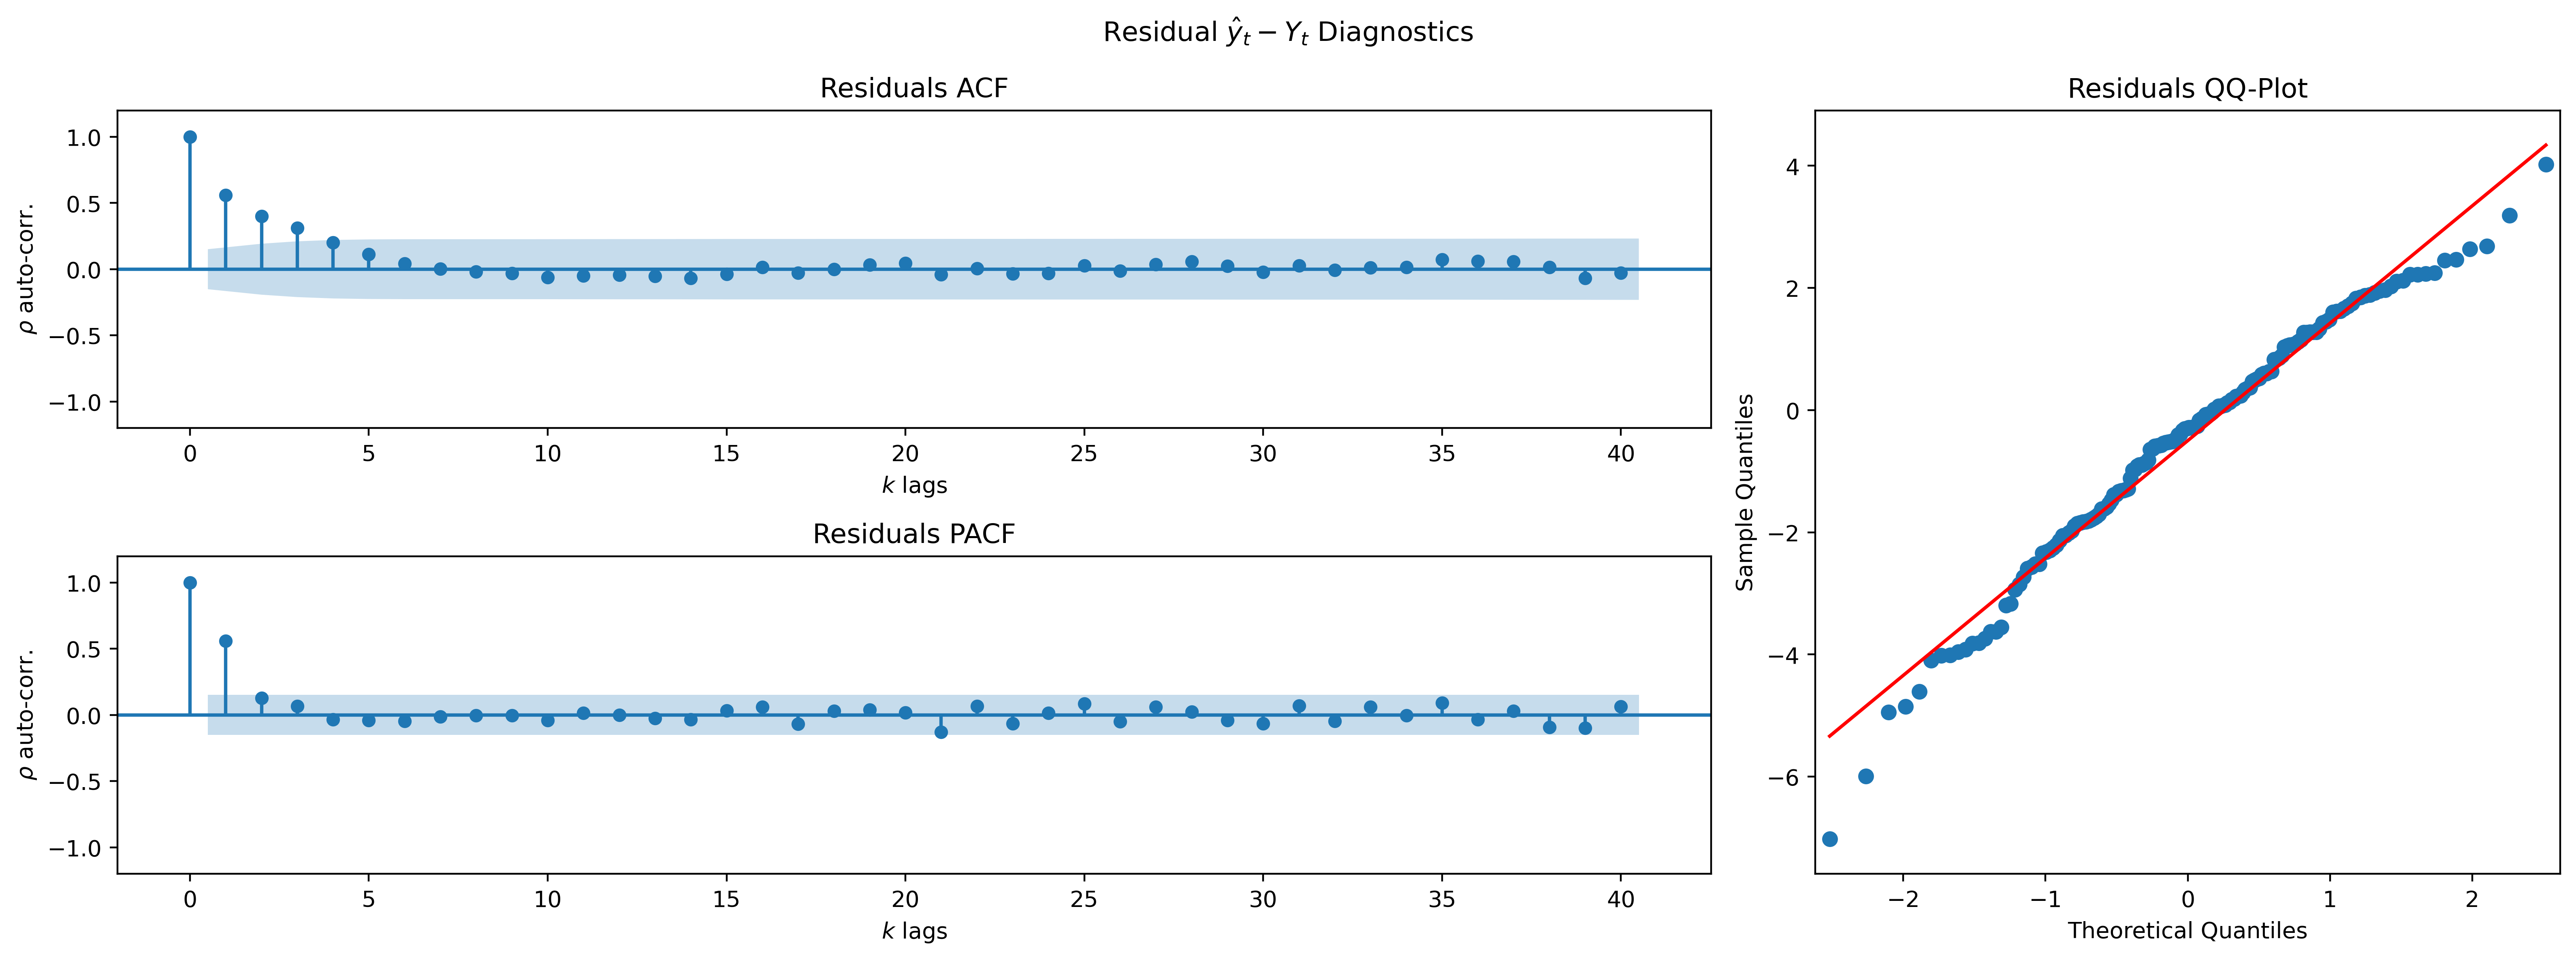 Residual ŷₜ − Yₜ Diagnostics
Residuals ACF
1.0
0.5
0.0
−0.5
−1.0
ρ auto-corr.
0 5 10 15 20 25 30 35 40
k lags
Residuals PACF
1.0
0.5
0.0
−0.5
−1.0
ρ auto-corr.
0 5 10 15 20 25 30 35 40
k lags
Residuals QQ-Plot
4
2
0
−2
−4
−6
Sample Quantiles
−2 −1 0 1 2
Theoretical Quantiles